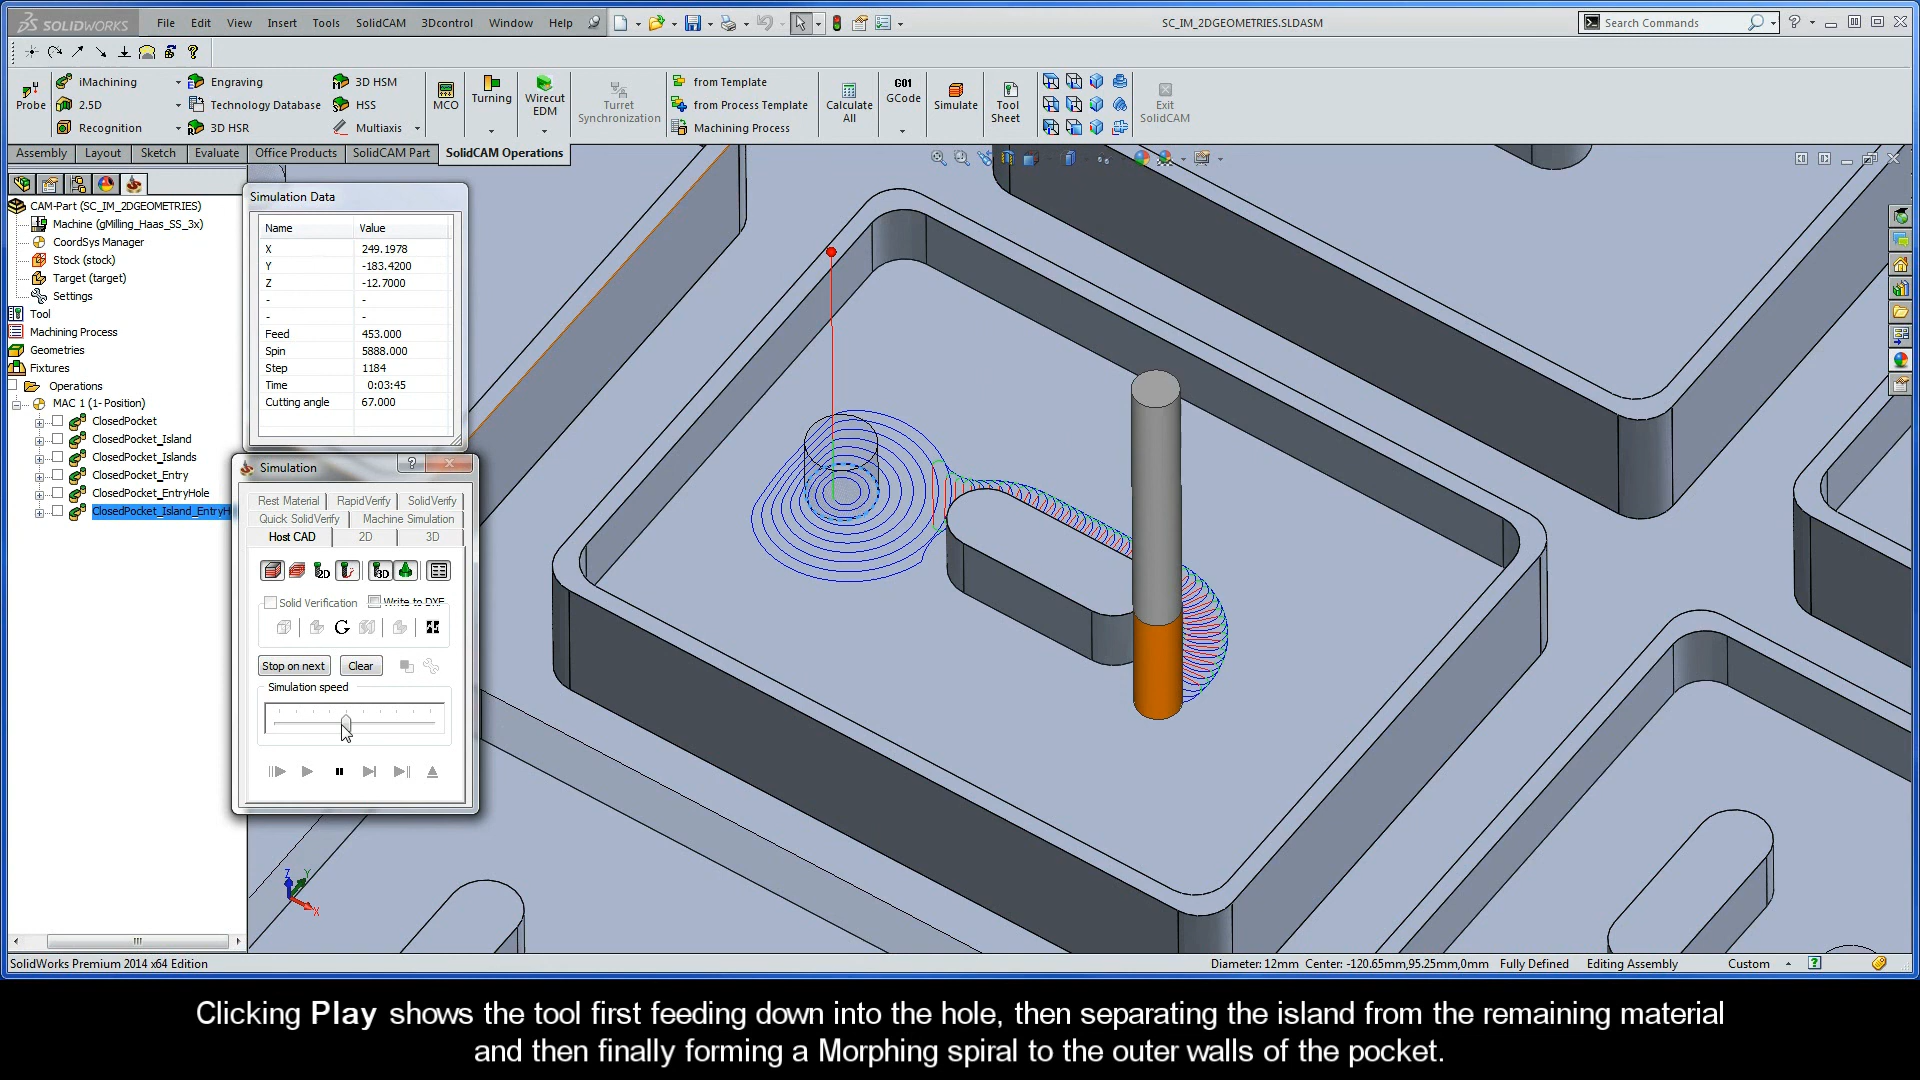 SOLIDWORKS
File Edit View Insert Tools SolidCAM 3Dcontrol Window Help
SC_IM_2DGEOMETRIES.SLDASM
Search Commands
Probe
iMachining
2.5D
Recognition
Engraving
Technology Database
3D HSR
3D HSM
HSS
Multiaxis
MCO
Turning
Wirecut
EDM
Turret
Synchronization
from Template
from Process Template
Machining Process
Calculate
All
G01
GCode
Simulate
Tool
Sheet
Exit
SolidCAM
Assembly Layout Sketch Evaluate Office Products SolidCAM Part SolidCAM Operations
CAM-Part (SC_IM_2DGEOMETRIES)
Machine (gMilling_Haas_SS_3x)
CoordSys Manager
Stock (stock)
Target (target)
Settings
Tool
Machining Process
Geometries
Fixtures
Operations
MAC 1 (1- Position)
ClosedPocket
ClosedPocket_Island
ClosedPocket_Islands
ClosedPocket_Entry
ClosedPocket_EntryHole
ClosedPocket_Island_EntryH
Simulation Data
Name Value
X 249.1978
Y -183.4200
Z -12.7000
- -
- -
Feed 453.000
Spin 5888.000
Step 1184
Time 0:03:45
Cutting angle 67.000
Simulation
Rest Material RapidVerify SolidVerify
Quick SolidVerify Machine Simulation
Host CAD 2D 3D
2D 3D
Solid Verification Write to DXF
Stop on next Clear
Simulation speed
Z Y X
SolidWorks Premium 2014 x64 Edition
Diameter: 12mm Center: -120.65mm,95.25mm,0mm Fully Defined Editing Assembly Custom
Clicking Play shows the tool first feeding down into the hole, then separating the island from the remaining material
and then finally forming a Morphing spiral to the outer walls of the pocket.